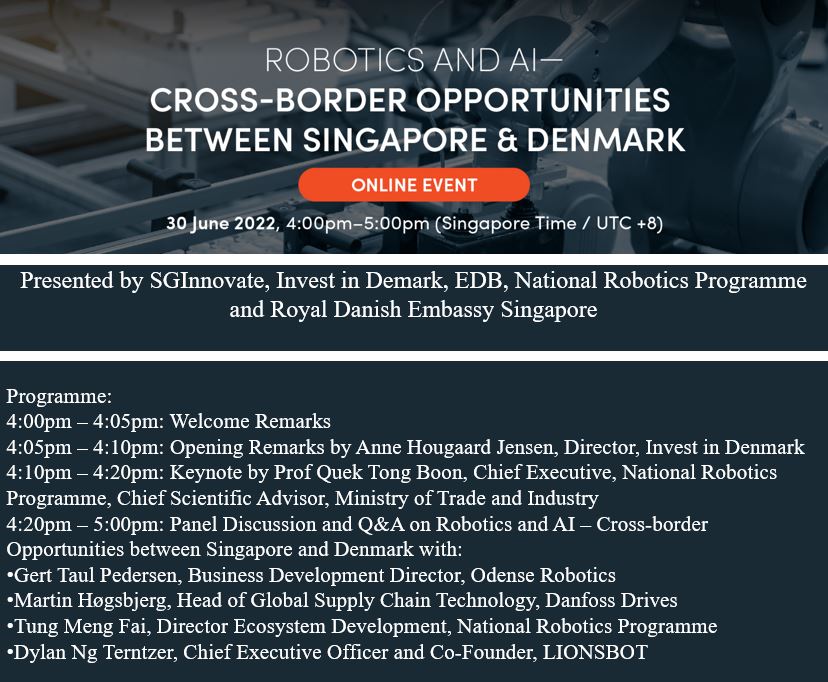 ROBOTICS AND AI—
CROSS-BORDER OPPORTUNITIES
BETWEEN SINGAPORE & DENMARK
ONLINE EVENT
30 June 2022, 4:00pm–5:00pm (Singapore Time / UTC +8)
Presented by SGInnovate, Invest in Demark, EDB, National Robotics Programme
and Royal Danish Embassy Singapore
Programme:
4:00pm – 4:05pm: Welcome Remarks
4:05pm – 4:10pm: Opening Remarks by Anne Hougaard Jensen, Director, Invest in Denmark
4:10pm – 4:20pm: Keynote by Prof Quek Tong Boon, Chief Executive, National Robotics
Programme, Chief Scientific Advisor, Ministry of Trade and Industry
4:20pm – 5:00pm: Panel Discussion and Q&A on Robotics and AI – Cross-border
Opportunities between Singapore and Denmark with:
•Gert Taul Pedersen, Business Development Director, Odense Robotics
•Martin Høgsbjerg, Head of Global Supply Chain Technology, Danfoss Drives
•Tung Meng Fai, Director Ecosystem Development, National Robotics Programme
•Dylan Ng Terntzer, Chief Executive Officer and Co-Founder, LIONSBOT